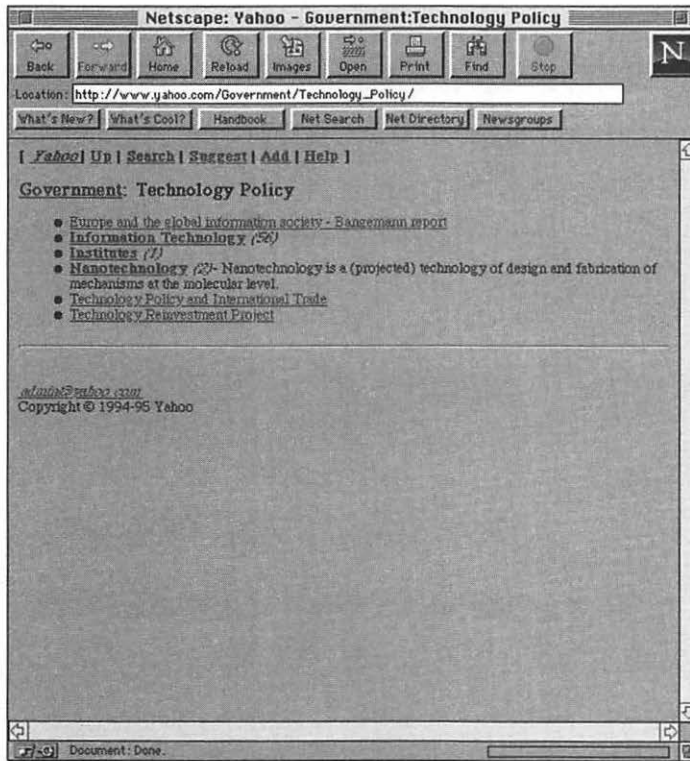 Netscape: Yahoo - Government:Technology Policy
Back Forward Home Reload Images Open Print Find Stop
N
Location: http://www.yahoo.com/Government/Technology_Policy/
What's New? What's Cool? Handbook Net Search Net Directory Newsgroups
[ Yahoo | Up | Search | Suggest | Add | Help ]
Government: Technology Policy
Europe and the global information society - Bangemann report
Information Technology (56)
Institutes (7)
Nanotechnology (2)- Nanotechnology is a (projected) technology of design and fabrication of
mechanisms at the molecular level.
Technology Policy and International Trade
Technology Reinvestment Project
admin@yahoo.com
Copyright © 1994-95 Yahoo
Document: Done.